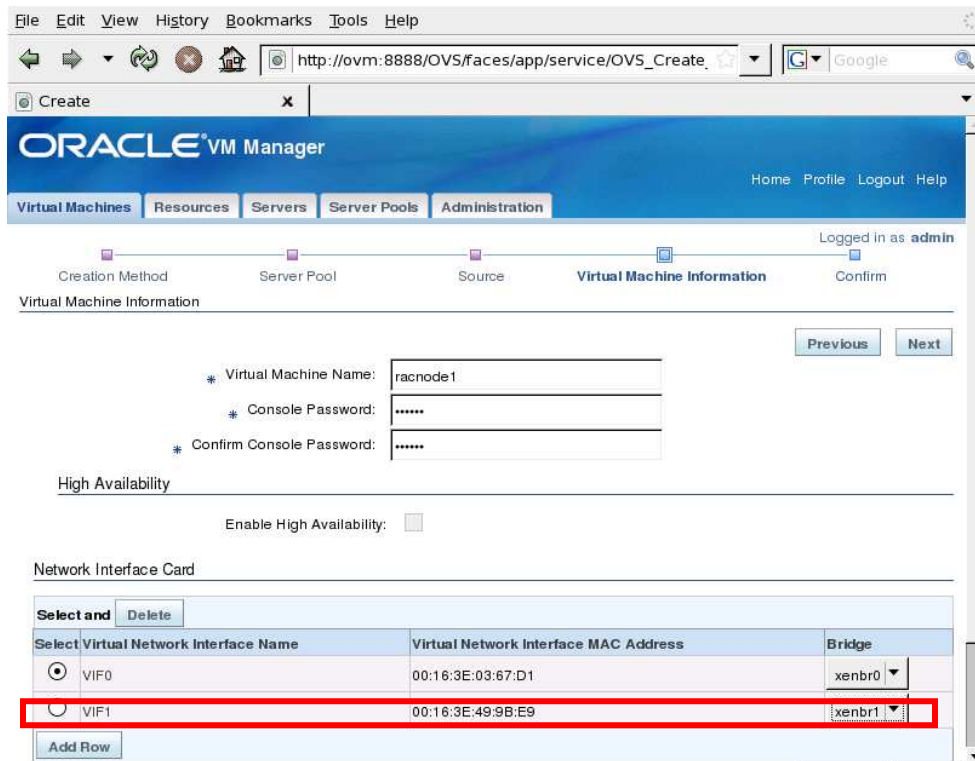 File Edit View History Bookmarks Tools Help
http://ovm:8888/OVS/faces/app/service/OVS_Create_ G Google
Create x
ORACLE VM Manager
Home Profile Logout Help
Virtual Machines Resources Servers Server Pools Administration
Logged in as admin
Creation Method Server Pool Source Virtual Machine Information Confirm
Virtual Machine Information
Previous Next
* Virtual Machine Name: racnode1
* Console Password: ••••••
* Confirm Console Password: ••••••
High Availability
Enable High Availability:
Network Interface Card
Select and Delete
Select Virtual Network Interface Name Virtual Network Interface MAC Address Bridge
VIF0 00:16:3E:03:67:D1 xenbr0
VIF1 00:16:3E:49:9B:E9 xenbr1
Add Row